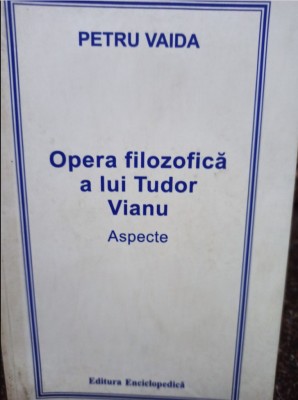 PETRU VAIDA
Opera filozofică
a lui Tudor
Vianu
Aspecte
Editura Enciclopedică